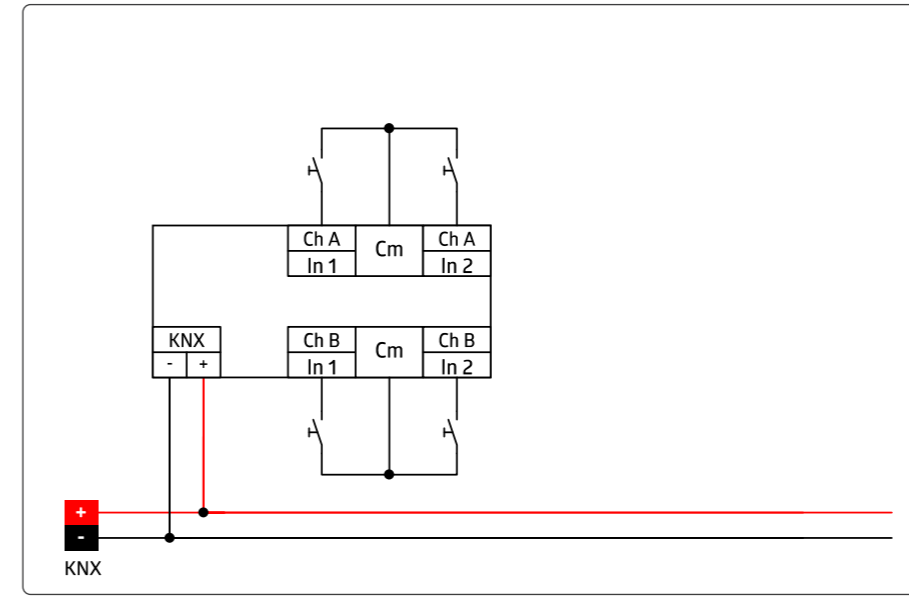 Ch A Cm Ch A
In 1 In 2
KNX Ch B Cm Ch B
- + In 1 In 2
+
-
KNX